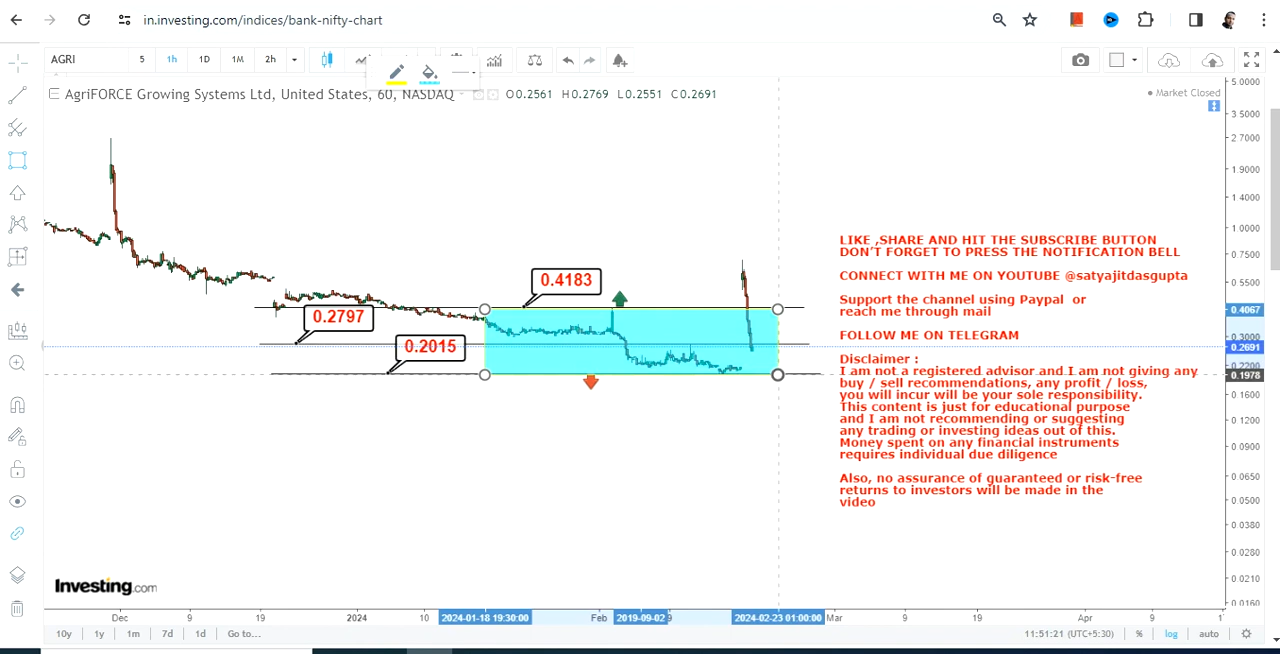 in.investing.com/indices/bank-nifty-chart
AGRI 5 1h 1D 1M 2h
AgriFORCE Growing Systems Ltd, United States, 60, NASDAQ O0.2561 H0.2769 L0.2551 C0.2691
Market Closed
5.0000
3.5000
2.7000
1.9000
1.4000
1.0000
0.7500
0.5500
0.4067
0.3000
0.2691
0.2200
0.1978
0.1600
0.1200
0.0900
0.0650
0.0500
0.0380
0.0280
0.0210
0.0160
0.4183
0.2797
0.2015
LIKE ,SHARE AND HIT THE SUBSCRIBE BUTTON
DON'T FORGET TO PRESS THE NOTIFICATION BELL
CONNECT WITH ME ON YOUTUBE @satyajitdasgupta
Support the channel using Paypal or
reach me through mail
FOLLOW ME ON TELEGRAM
Disclaimer :
I am not a registered advisor and I am not giving any
buy / sell recommendations, any profit / loss,
you will incur will be your sole responsibility.
This content is just for educational purpose
and I am not recommending or suggesting
any trading or investing ideas out of this.
Money spent on any financial instruments
requires individual due diligence
Also, no assurance of guaranteed or risk-free
returns to investors will be made in the
video
Investing.com
Dec 9 19 2024 10 2024-01-18 19:30:00 Feb 2019-09-02 9 2024-02-23 01:00:00 Mar 9 19 Apr 9
10y 1y 1m 7d 1d Go to... 11:51:21 (UTC+5:30) % log auto